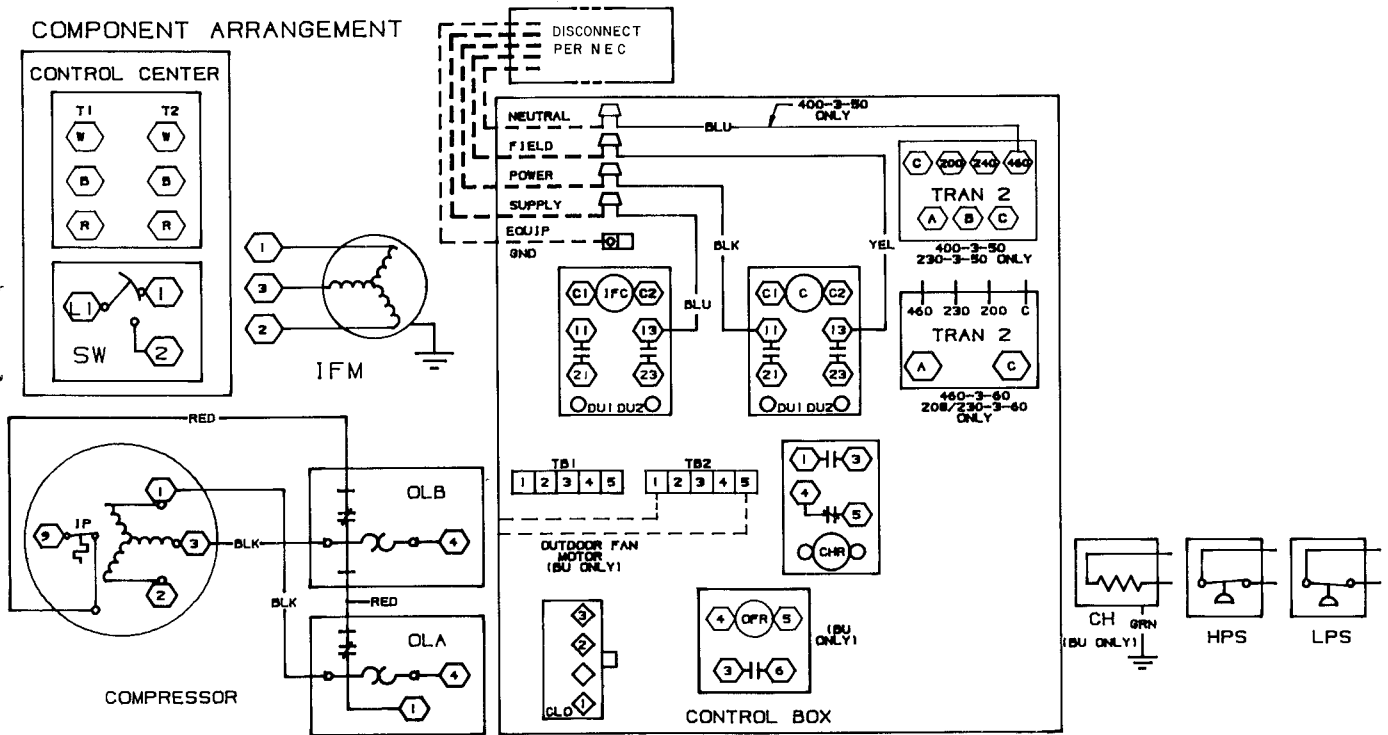 COMPONENT ARRANGEMENT
CONTROL CENTER
T1 T2
W W
B B
R R
L1 1
SW 2
1
3
2
IFM
DISCONNECT
PER NEC
NEUTRAL
FIELD
POWER
SUPPLY
EQUIP
GND
BLU
400-3-50
ONLY
BLK
YEL
BLU
C 200 240 460
TRAN 2
A B C
400-3-50
230-3-50 ONLY
460 230 200 C
TRAN 2
A C
460-3-60
208/230-3-60
ONLY
C1 IFC C2
11 13
21 23
DU1 DU2
C1 C C2
11 13
21 23
DU1 DU2
RED
1
9 IP 3
2
BLK
BLK
COMPRESSOR
OLB
4
RED
OLA
4
1
TB1
1 2 3 4 5
TB2
1 2 3 4 5
OUTDOOR FAN
MOTOR
(BU ONLY)
1 3
4
5
CHR
3
2
1
CLO
4 OFR 5
3 6
(BU
ONLY)
CONTROL BOX
CH GRN
(BU ONLY)
HPS
LPS